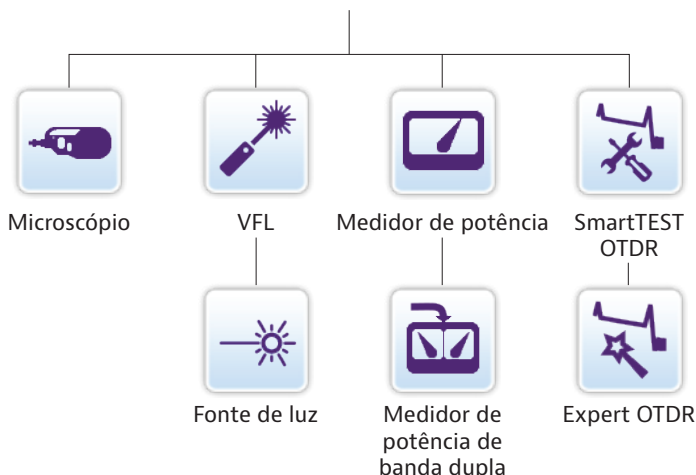 Microscópio
VFL
Medidor de potência
SmartTEST
OTDR
Fonte de luz
Medidor de
potência de
banda dupla
Expert OTDR